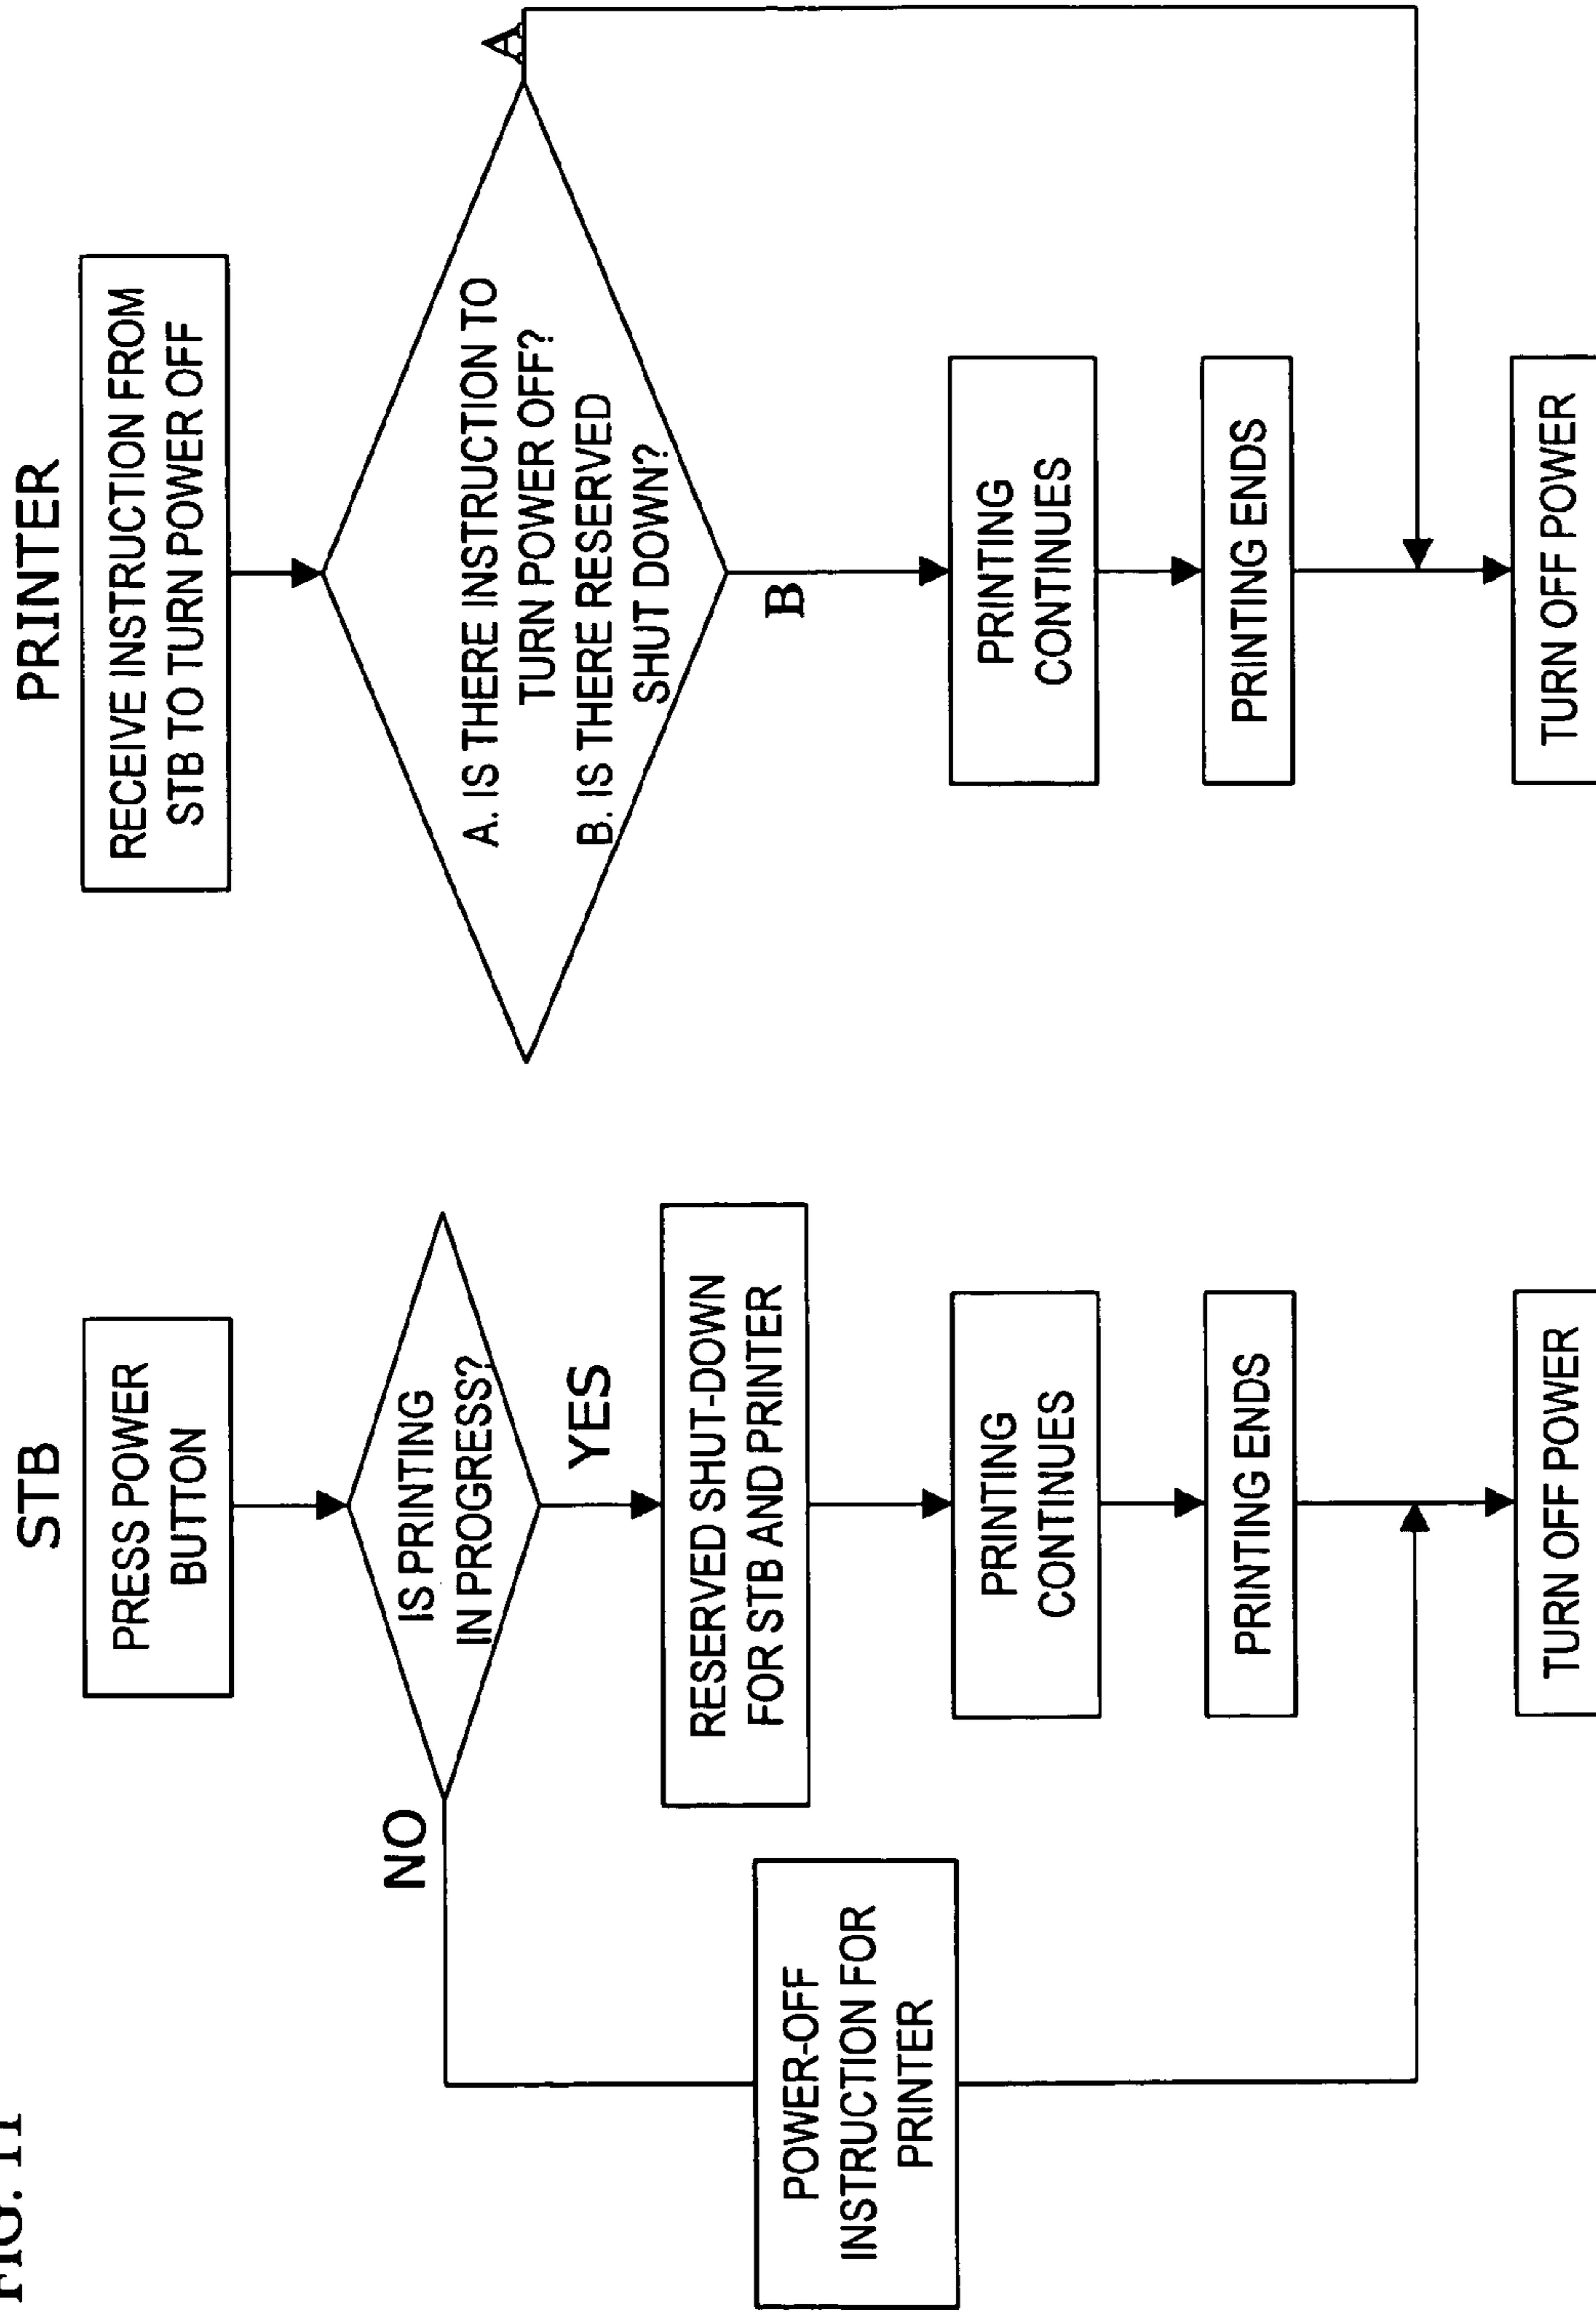 FIG. 11
STB
PRESS POWER
BUTTON
IS PRINTING
IN PROGRESS?
NO
YES
POWER-OFF
INSTRUCTION FOR
PRINTER
RESERVED SHUT-DOWN
FOR STB AND PRINTER
PRINTING
CONTINUES
PRINTING ENDS
TURN OFF POWER
PRINTER
RECEIVE INSTRUCTION FROM
STB TO TURN POWER OFF
A. IS THERE INSTRUCTION TO
TURN POWER OFF?
B. IS THERE RESERVED
SHUT DOWN?
A
B
PRINTING
CONTINUES
PRINTING ENDS
TURN OFF POWER